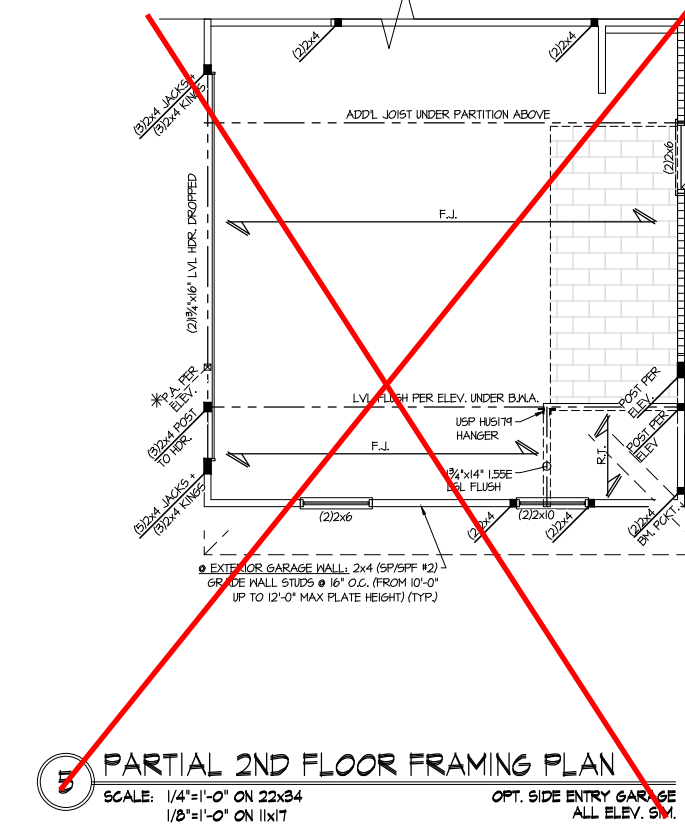 (2)2x4
(2)2x4
(3)2x4 JACKS +
(3)2x4 KINGS
ADD'L JOIST UNDER PARTITION ABOVE
(2)2x6
(2)1¾"x16" LVL HDR. DROPPED
F.J.
P.A. PER
ELEV.
LVL FLUSH PER ELEV. UNDER B.W.A.
POST PER
ELEV.
(3)2x4 POST
TO HDR.
USP HUS179
HANGER
POST PER
ELEV
F.J.
R.T.
1¾"x14" 1.55E
LSL FLUSH
(5)2x4 JACKS +
(3)2x4 KINGS
(2)2x6
(2)2x4
(2)2x10
(2)2x4
(2)2x4
BM. PCKT.
@ EXTERIOR GARAGE WALL: 2x4 (SP/SPF #2)
GRADE WALL STUDS @ 16" O.C. (FROM 10'-0"
UP TO 12'-0" MAX PLATE HEIGHT) (TYP.)
5
PARTIAL 2ND FLOOR FRAMING PLAN
SCALE: 1/4"=1'-0" ON 22x34
1/8"=1'-0" ON 11x17
OPT. SIDE ENTRY GARAGE
ALL ELEV. SIM.